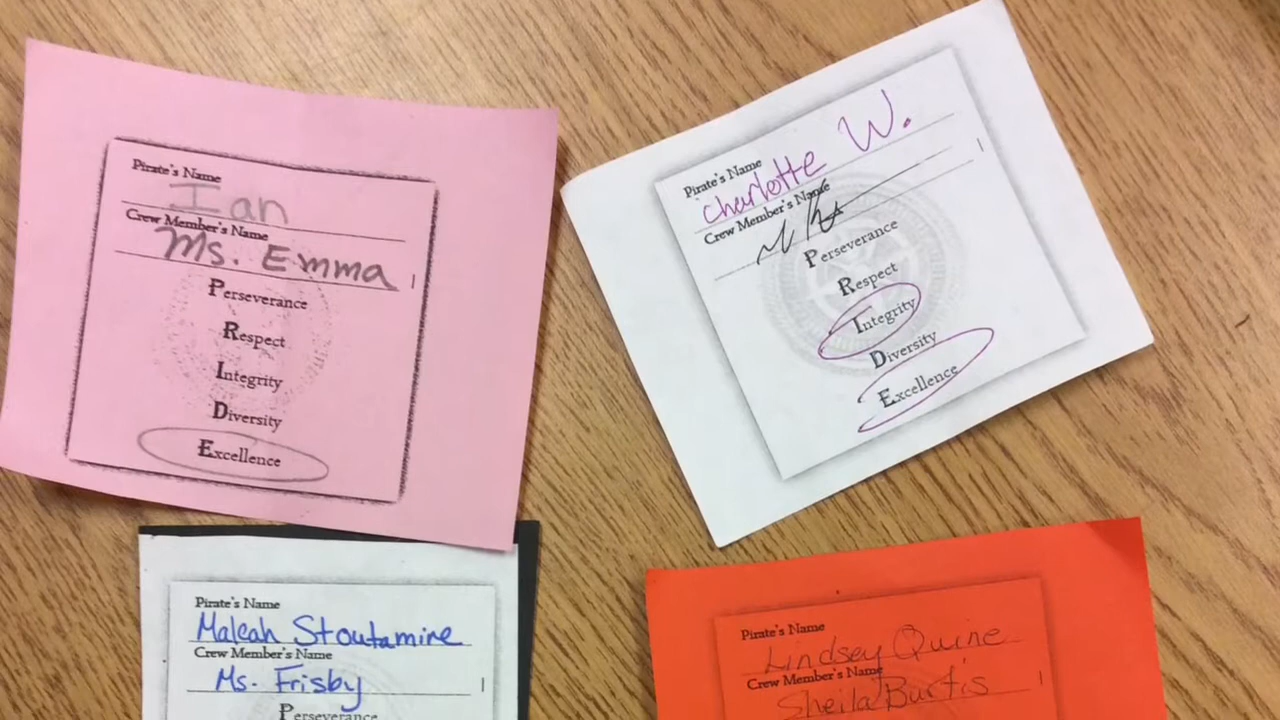 Pirate's Name
Ian
Crew Member's Name
Ms. Emma
Perseverance
Respect
Integrity
Diversity
Excellence
Pirate's Name
Charlotte W.
Crew Member's Name
Perseverance
Respect
Integrity
Diversity
Excellence
Pirate's Name
Maleah Stoutamire
Crew Member's Name
Ms. Frisby
Perseverance
Pirate's Name
Lindsey Quine
Crew Member's Name
Sheila Burtis